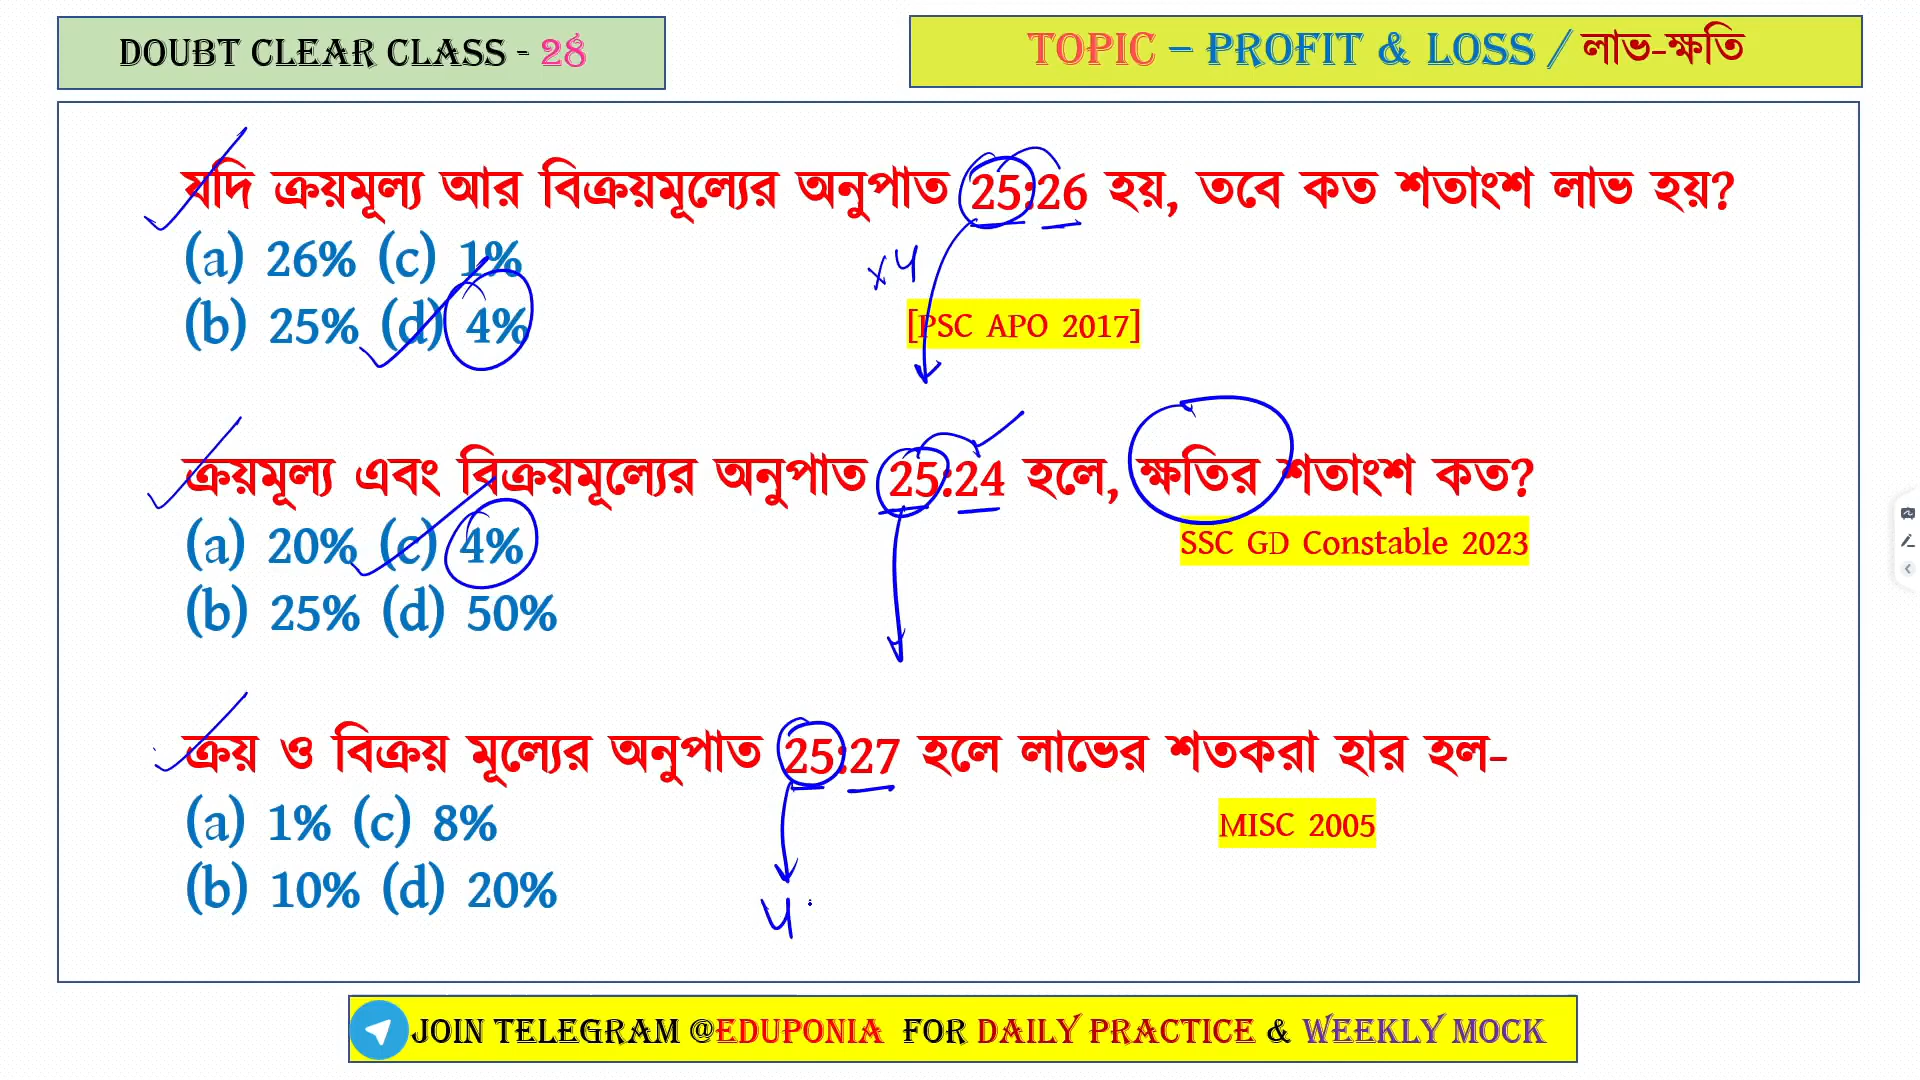 DOUBT CLEAR CLASS - 28
TOPIC – PROFIT & LOSS / লাভ-ক্ষতি
যদি ক্রয়মূল্য আর বিক্রয়মূল্যের অনুপাত 25:26 হয়, তবে কত শতাংশ লাভ হয়?
(a) 26% (c) 1%
×4
(b) 25% (d) 4%
[PSC APO 2017]
ক্রয়মূল্য এবং বিক্রয়মূল্যের অনুপাত 25:24 হলে, ক্ষতির শতাংশ কত?
(a) 20% (c) 4%
SSC GD Constable 2023
(b) 25% (d) 50%
ক্রয় ও বিক্রয় মূল্যের অনুপাত 25:27 হলে লাভের শতকরা হার হল-
(a) 1% (c) 8%
MISC 2005
(b) 10% (d) 20%
4
JOIN TELEGRAM @EDUPONIA FOR DAILY PRACTICE & WEEKLY MOCK